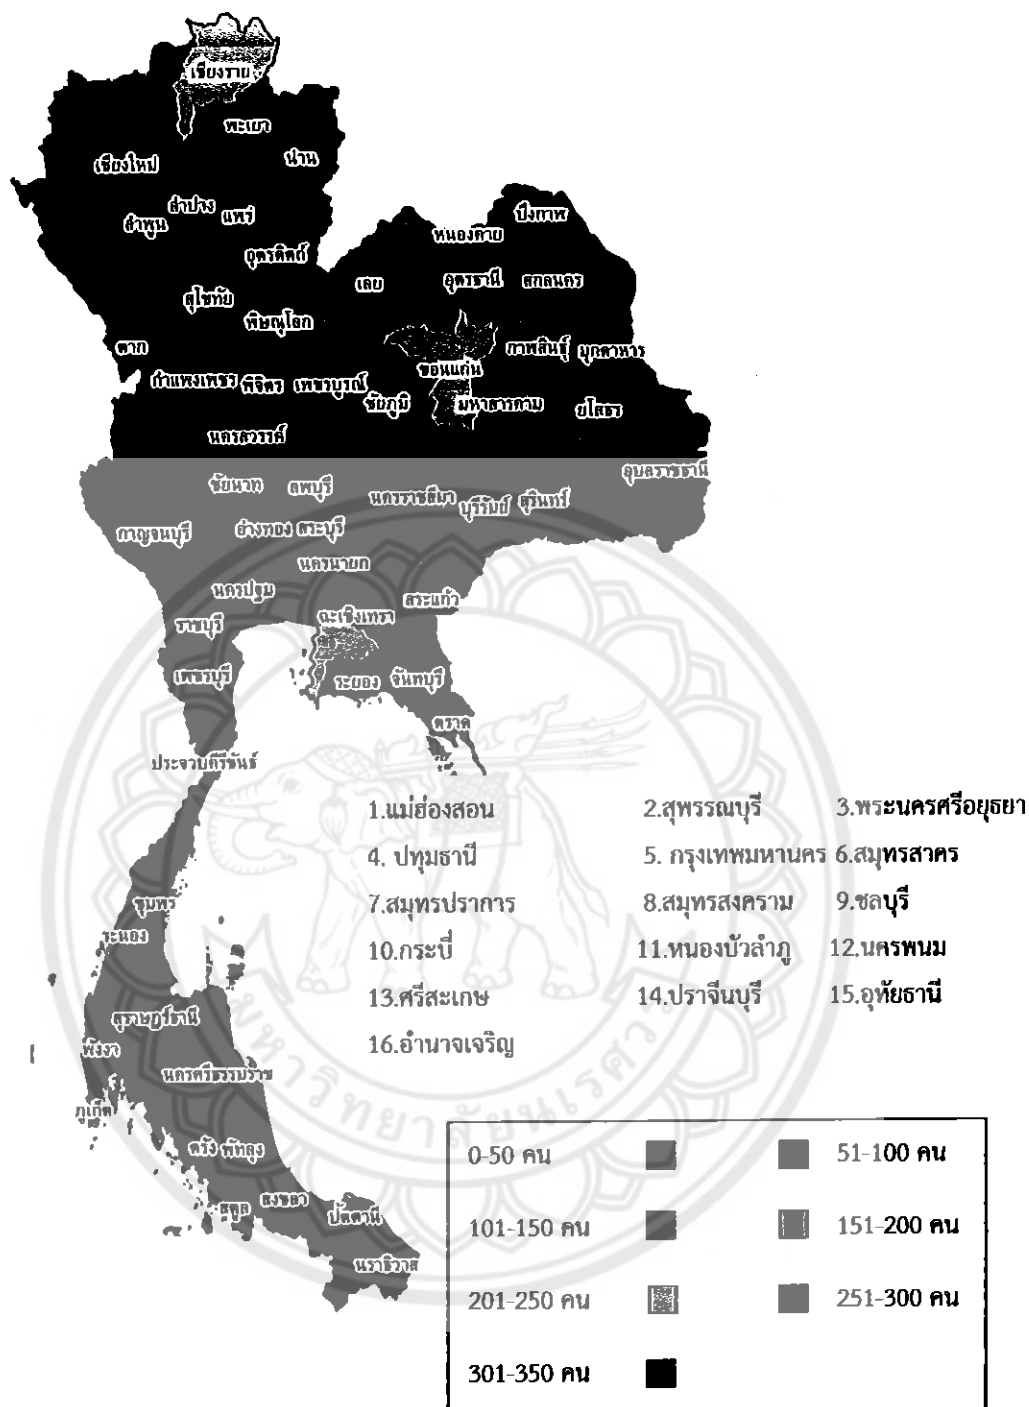 เชียงราย
พะเยา
เชียงใหม่
น่าน
ลำปาง
แพร่
ลำพูน
อุตรดิตถ์
บึงกาฬ
หนองคาย
เลย
อุดรธานี
สกลนคร
สุโขทัย
พิษณุโลก
ตาก
กาฬสินธุ์
มุกดาหาร
ขอนแก่น
กำแพงเพชร
พิจิตร
เพชรบูรณ์
ชัยภูมิ
มหาสารคาม
ยโสธร
นครสวรรค์
อุบลราชธานี
ชัยนาท
ลพบุรี
นครราชสีมา
บุรีรัมย์
สุรินทร์
กาญจนบุรี
อ่างทอง
สระบุรี
นครนายก
นครปฐม
สระแก้ว
ราชบุรี
ฉะเชิงเทรา
เพชรบุรี
ระยอง
จันทบุรี
ตราด
ประจวบคีรีขันธ์
1.แม่ฮ่องสอน 2.สุพรรณบุรี 3.พระนครศรีอยุธยา
4. ปทุมธานี 5. กรุงเทพมหานคร 6.สมุทรสาคร
7.สมุทรปราการ 8.สมุทรสงคราม 9.ชลบุรี
10.กระบี่ 11.หนองบัวลำภู 12.นครพนม
13.ศรีสะเกษ 14.ปราจีนบุรี 15.อุทัยธานี
16.อำนาจเจริญ
ชุมพร
ระนอง
สุราษฎร์ธานี
พังงา
นครศรีธรรมราช
ภูเก็ต
ตรัง
พัทลุง
สตูล
สงขลา
ปัตตานี
นราธิวาส
มหาวิทยาลัยนเรศวร
0-50 คน 51-100 คน
101-150 คน 151-200 คน
201-250 คน 251-300 คน
301-350 คน